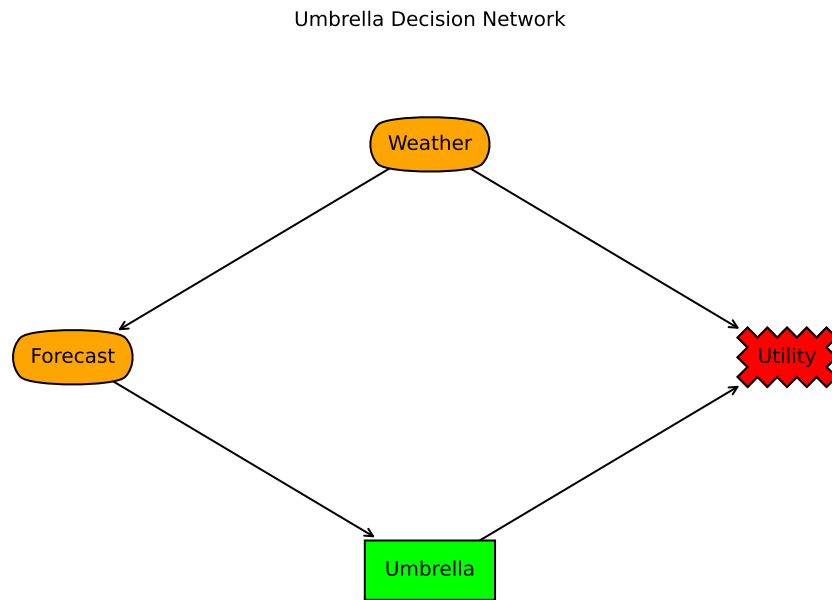 Umbrella Decision Network
Weather
Forecast
Utility
Umbrella